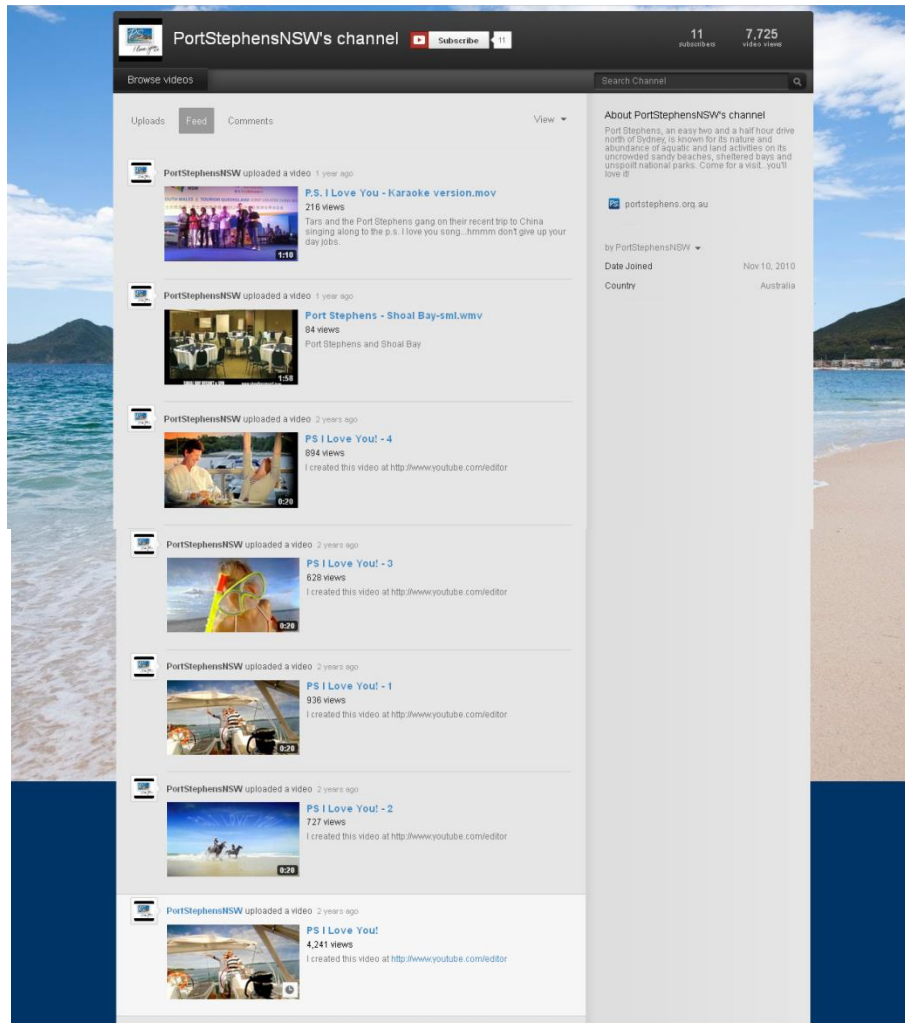 PortStephensNSW's channel
Subscribe
11
11
subscribers
7,725
video views
Browse videos
Search Channel
Uploads
Feed
Comments
View
PortStephensNSW uploaded a video 1 year ago
P.S. I Love You - Karaoke version.mov
216 views
Tars and the Port Stephens gang on their recent trip to China
singing along to the p.s. I love you song...hmmm don't give up your
day jobs.
1:10
PortStephensNSW uploaded a video 1 year ago
Port Stephens - Shoal Bay-sml.wmv
84 views
Port Stephens and Shoal Bay
1:58
PortStephensNSW uploaded a video 2 years ago
PS I Love You! - 4
894 views
I created this video at http://www.youtube.com/editor
0:20
PortStephensNSW uploaded a video 2 years ago
PS I Love You! - 3
628 views
I created this video at http://www.youtube.com/editor
0:20
PortStephensNSW uploaded a video 2 years ago
PS I Love You! - 1
936 views
I created this video at http://www.youtube.com/editor
0:20
PortStephensNSW uploaded a video 2 years ago
PS I Love You! - 2
727 views
I created this video at http://www.youtube.com/editor
0:20
PortStephensNSW uploaded a video 2 years ago
PS I Love You!
4,241 views
I created this video at http://www.youtube.com/editor
About PortStephensNSW's channel
Port Stephens, an easy two and a half hour drive
north of Sydney, is known for its nature and
abundance of aquatic and land activities on its
uncrowded sandy beaches, sheltered bays and
unspoilt national parks. Come for a visit...you'll
love it!
portstephens.org.au
by PortStephensNSW
Date Joined
Nov 10, 2010
Country
Australia